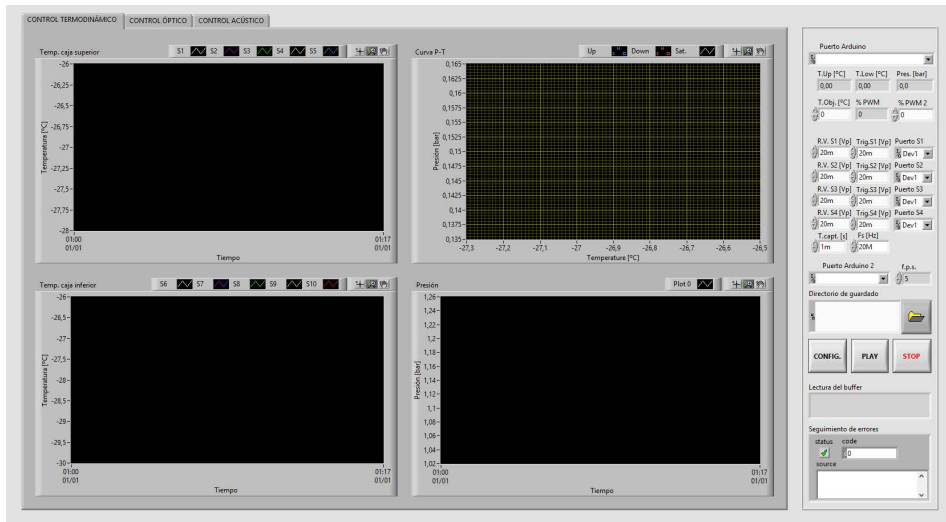 CONTROL TERMODINÁMICO CONTROL ÓPTICO CONTROL ACÚSTICO
Temp. caja superior S1 S2 S3 S4 S5
-26
-26,25
-26,5
-26,75
-27
-27,25
-27,5
-27,75
-28
Temperatura [ºC]
01:00 01:17
01/01 01/01
Tiempo
Curva P-T Up Down Sat.
0,165
0,1625
0,16
0,1575
0,155
0,1525
0,15
0,1475
0,145
0,1425
0,14
0,1375
0,135
Presión [bar]
-27,3 -27,2 -27,1 -27 -26,9 -26,8 -26,7 -26,6 -26,5
Temperature [ºC]
Temp. caja inferior S6 S7 S8 S9 S10
-26
-26,5
-27
-27,5
-28
-28,5
-29
-29,5
-30
Temperatura [ºC]
01:00 01:17
01/01 01/01
Tiempo
Presión Plot 0
1,26
1,24
1,22
1,2
1,18
1,16
1,14
1,12
1,1
1,08
1,06
1,04
1,02
Presión [bar]
01:00 01:17
01/01 01/01
Tiempo
Puerto Arduino
T.Up [ºC] T.Low [ºC] Pres. [bar]
0,00 0,00 0,0
T.Obj. [ºC] % PWM % PWM 2
0 0 0
R.V. S1 [Vp] Trig.S1 [Vp] Puerto S1
20m 20m Dev1
R.V. S2 [Vp] Trig.S2 [Vp] Puerto S2
20m 20m Dev1
R.V. S3 [Vp] Trig.S3 [Vp] Puerto S3
20m 20m Dev1
R.V. S4 [Vp] Trig.S4 [Vp] Puerto S4
20m 20m Dev1
T.capt. [s] Fs [Hz]
1m 20M
Puerto Arduino 2 f.p.s.
5
Directorio de guardado
CONFIG. PLAY STOP
Lectura del buffer
Seguimiento de errores
status code
0
source